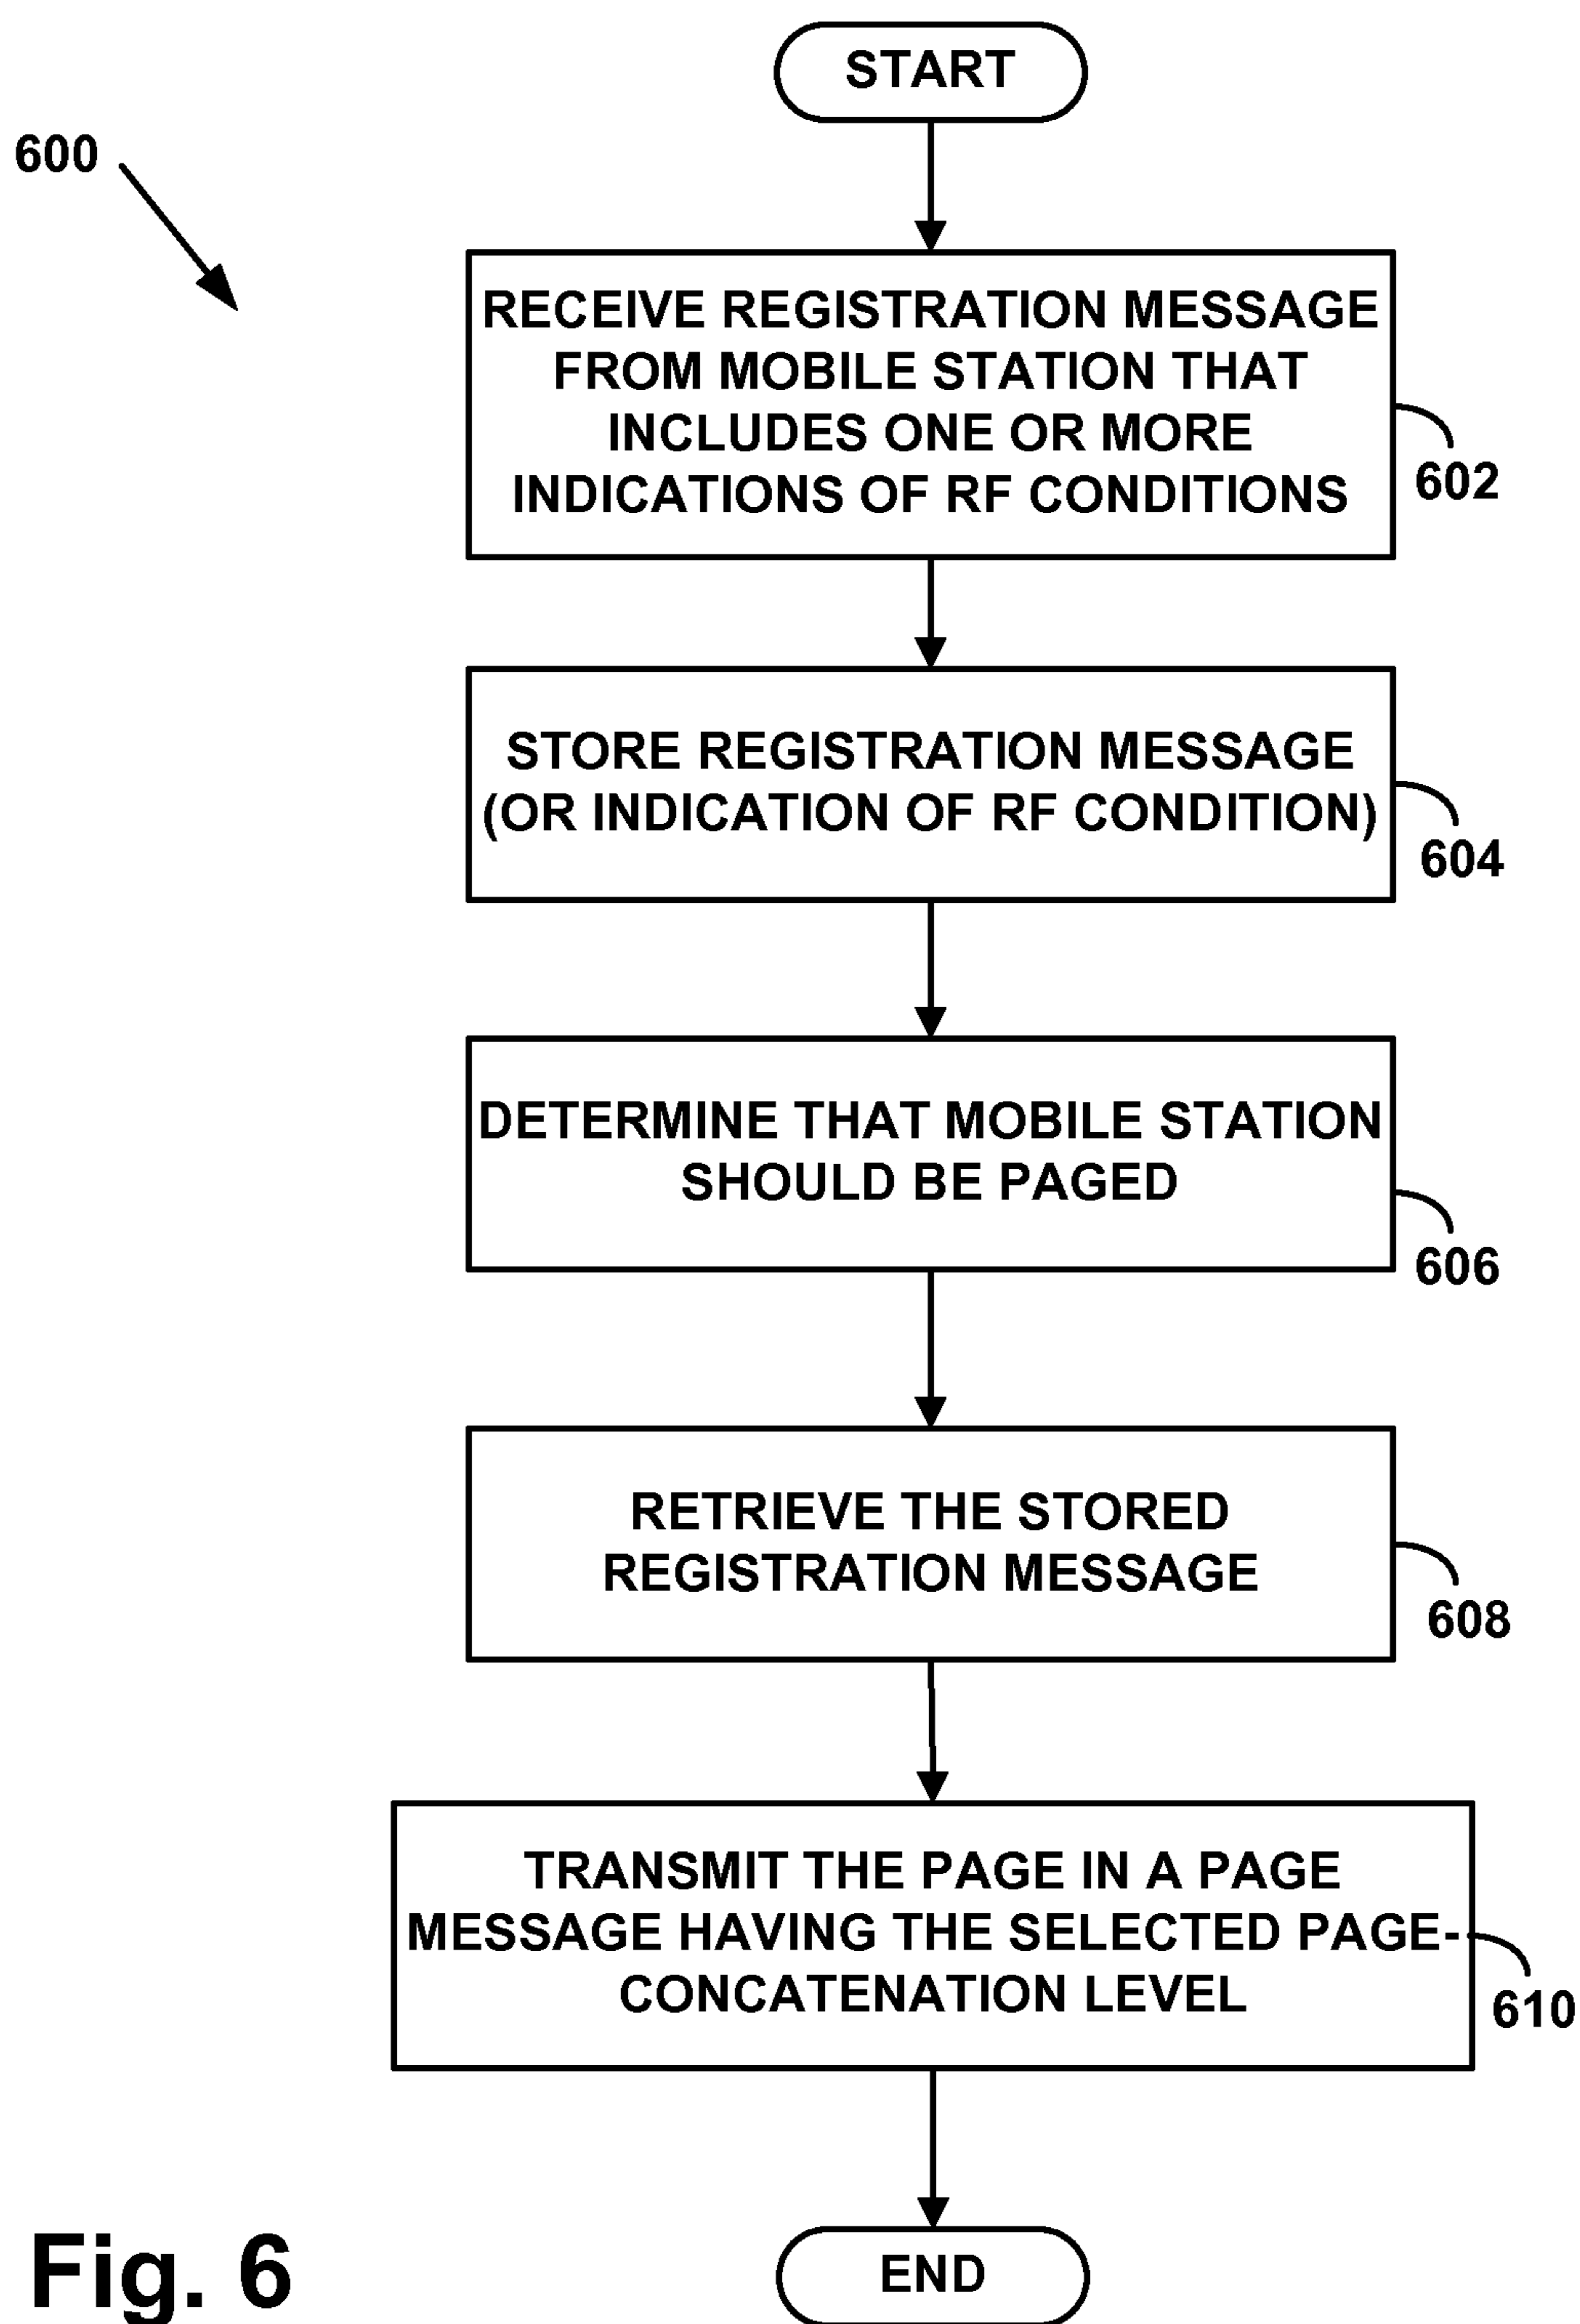 START
600
RECEIVE REGISTRATION MESSAGE
FROM MOBILE STATION THAT
INCLUDES ONE OR MORE
INDICATIONS OF RF CONDITIONS
602
STORE REGISTRATION MESSAGE
(OR INDICATION OF RF CONDITION)
604
DETERMINE THAT MOBILE STATION
SHOULD BE PAGED
606
RETRIEVE THE STORED
REGISTRATION MESSAGE
608
TRANSMIT THE PAGE IN A PAGE
MESSAGE HAVING THE SELECTED PAGE-
CONCATENATION LEVEL
610
END
Fig. 6